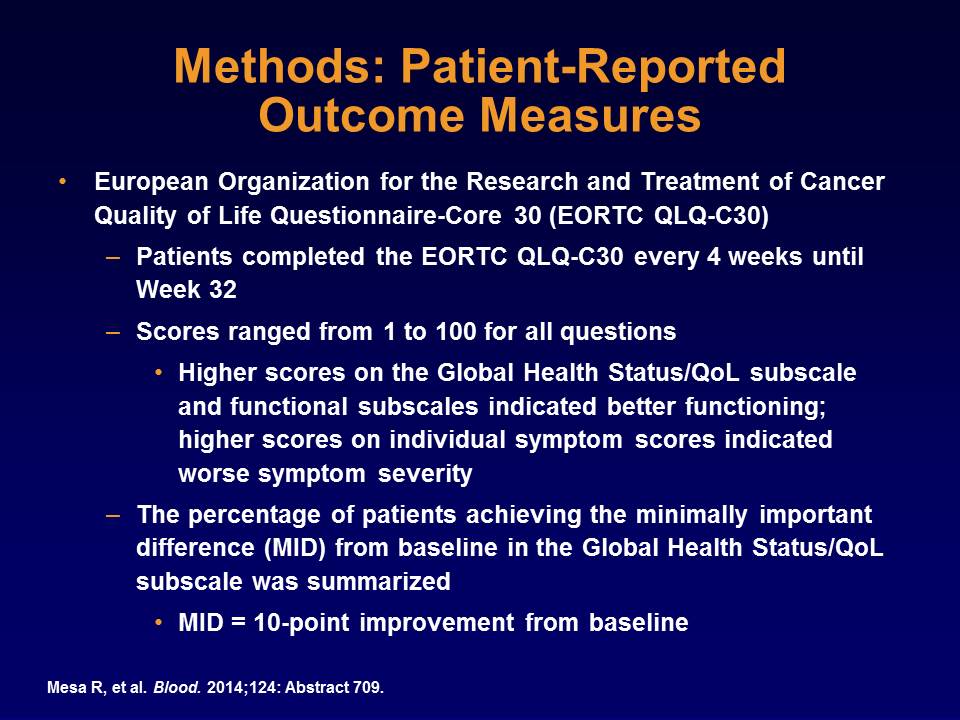 Methods: Patient-Reported
Outcome Measures
• European Organization for the Research and Treatment of Cancer
Quality of Life Questionnaire-Core 30 (EORTC QLQ-C30)
– Patients completed the EORTC QLQ-C30 every 4 weeks until
Week 32
– Scores ranged from 1 to 100 for all questions
• Higher scores on the Global Health Status/QoL subscale
and functional subscales indicated better functioning;
higher scores on individual symptom scores indicated
worse symptom severity
– The percentage of patients achieving the minimally important
difference (MID) from baseline in the Global Health Status/QoL
subscale was summarized
• MID = 10-point improvement from baseline
Mesa R, et al. Blood. 2014;124: Abstract 709.